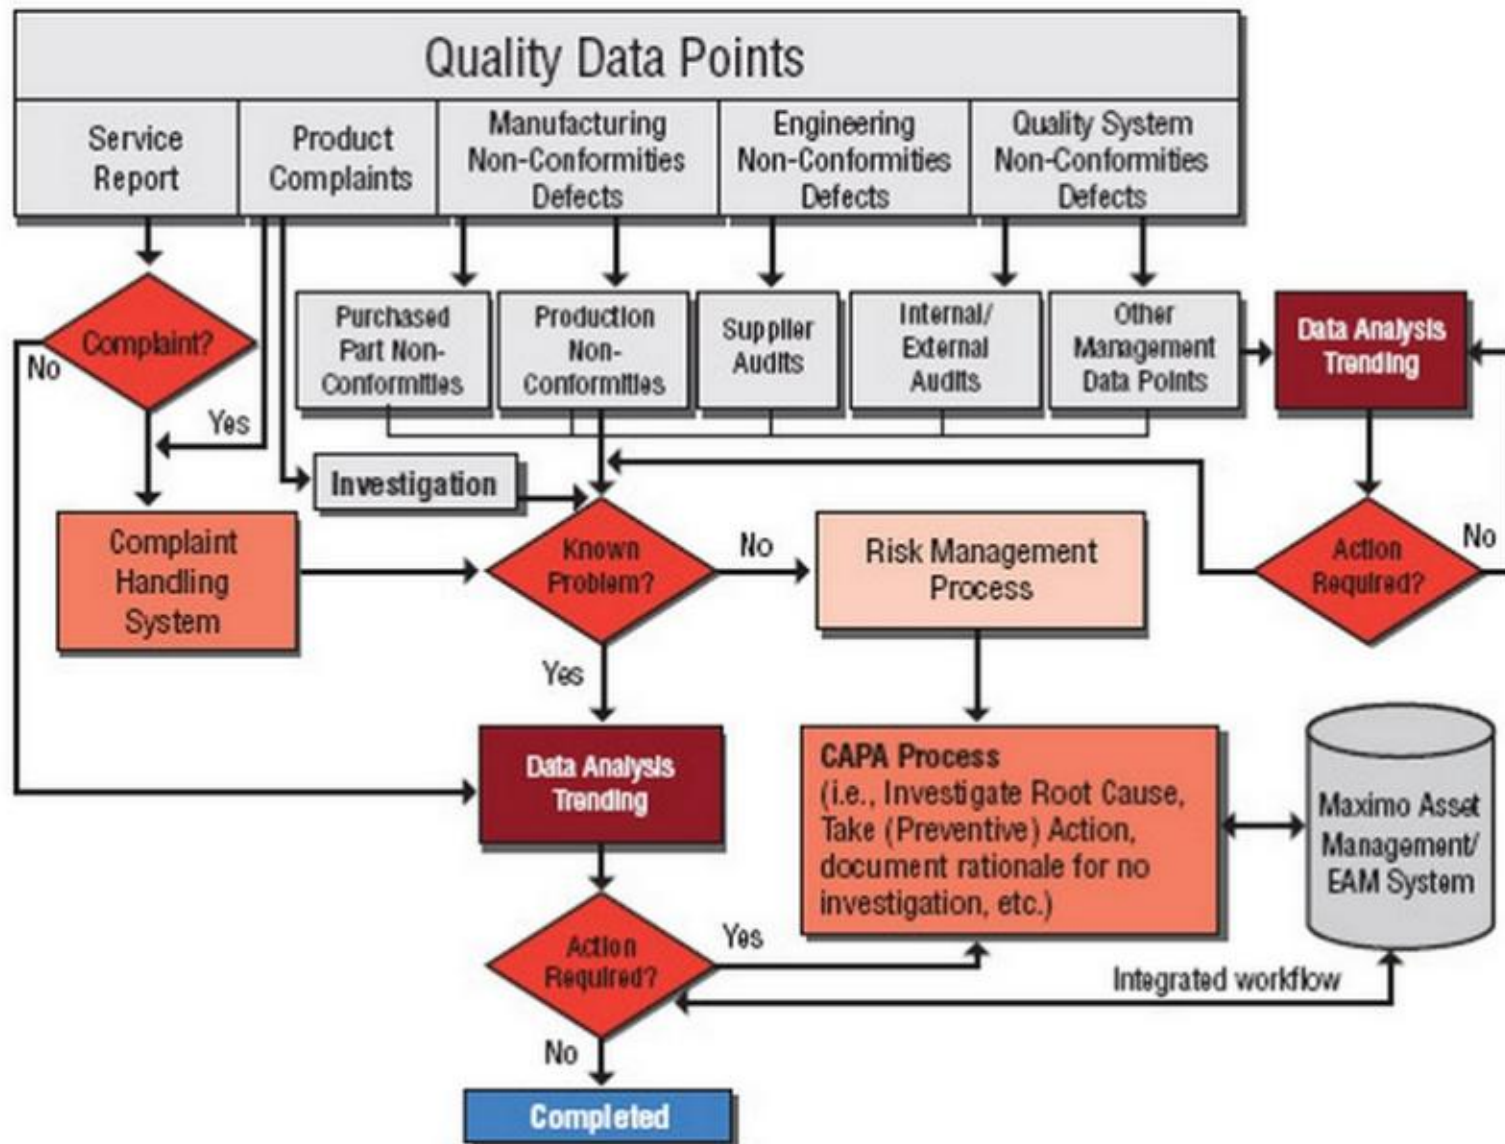 Quality Data Points
Service
Report
Product
Complaints
Manufacturing
Non-Conformities
Defects
Engineering
Non-Conformities
Defects
Quality System
Non-Conformities
Defects
Complaint?
No
Yes
Purchased
Part Non-
Conformities
Production
Non-
Conformities
Supplier
Audits
Internal/
External
Audits
Other
Management
Data Points
Data Analysis
Trending
Investigation
Complaint
Handling
System
Known
Problem?
No
Risk Management
Process
Action
Required?
No
Yes
Data Analysis
Trending
CAPA Process
(i.e., Investigate Root Cause,
Take (Preventive) Action,
document rationale for no
investigation, etc.)
Maximo Asset
Management/
EAM System
Action
Required?
Yes
Integrated workflow
No
Completed